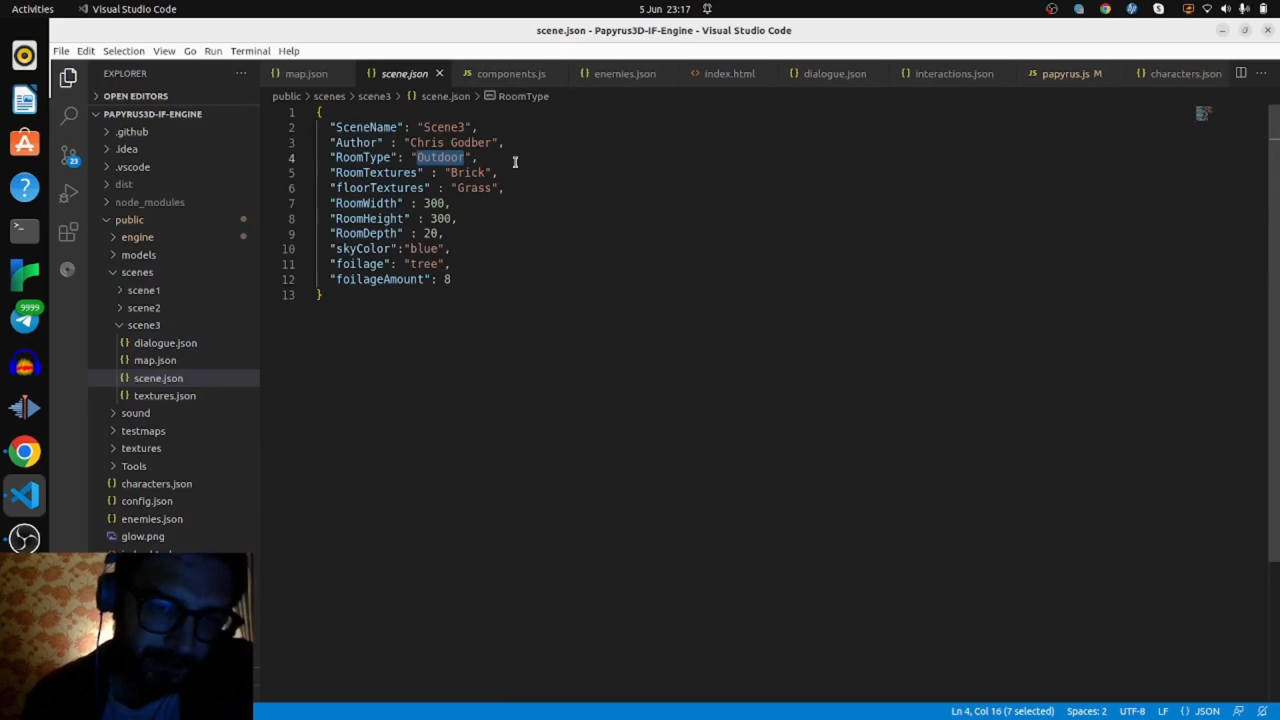 Activities
Visual Studio Code
5 Jun 23:17
scene.json - Papyrus3D-IF-Engine - Visual Studio Code
File Edit Selection View Go Run Terminal Help
EXPLORER
map.json
scene.json
components.js
enemies.json
index.html
dialogue.json
interactions.json
papyrus.js M
characters.json
OPEN EDITORS
public > scenes > scene3 > scene.json > RoomType
PAPYRUS3D-IF-ENGINE
.github
.idea
.vscode
dist
node_modules
public
engine
models
scenes
scene1
scene2
scene3
dialogue.json
map.json
scene.json
textures.json
sound
testmaps
textures
Tools
characters.json
config.json
enemies.json
glow.png
23
9999
1 {
2 "SceneName": "Scene3",
3 "Author" : "Chris Godber",
4 "RoomType": "Outdoor",
5 "RoomTextures" : "Brick",
6 "floorTextures" : "Grass",
7 "RoomWidth" : 300,
8 "RoomHeight" : 300,
9 "RoomDepth" : 20,
10 "skyColor":"blue",
11 "foilage": "tree",
12 "foilageAmount": 8
13 }
Ln 4, Col 16 (7 selected) Spaces: 2 UTF-8 LF {} JSON